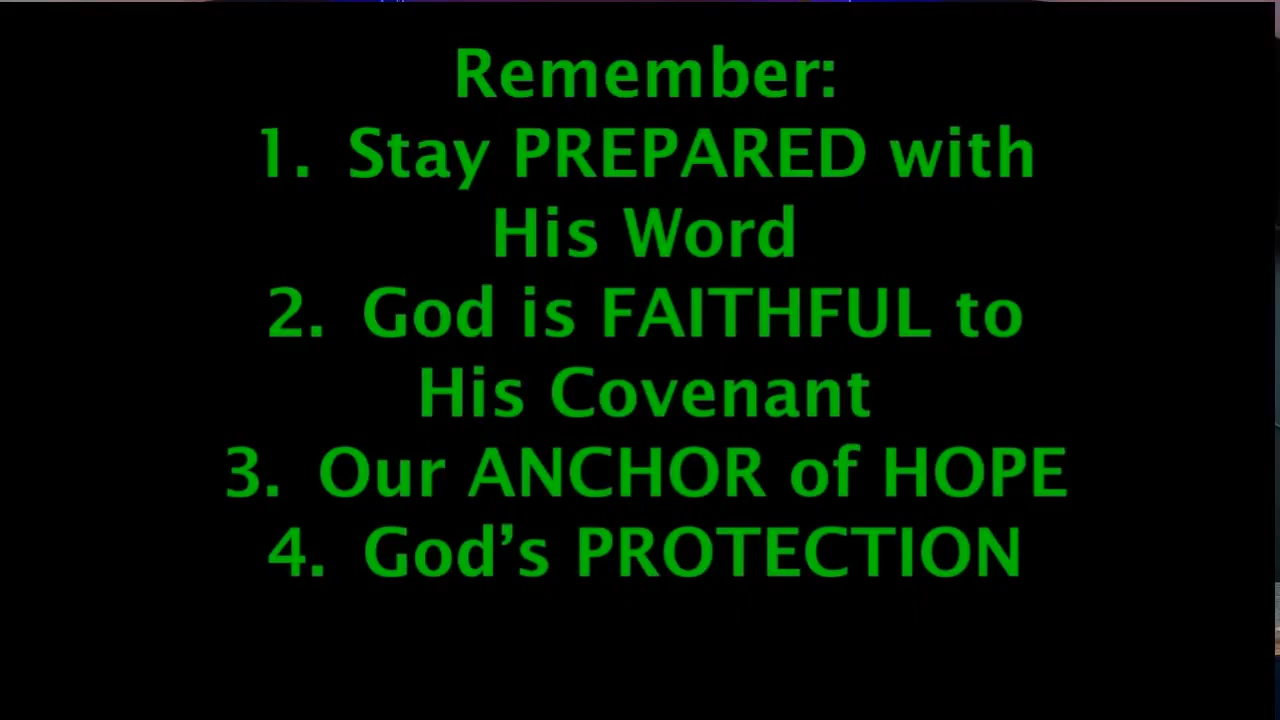 Remember:
1. Stay PREPARED with
His Word
2. God is FAITHFUL to
His Covenant
3. Our ANCHOR of HOPE
4. God’s PROTECTION